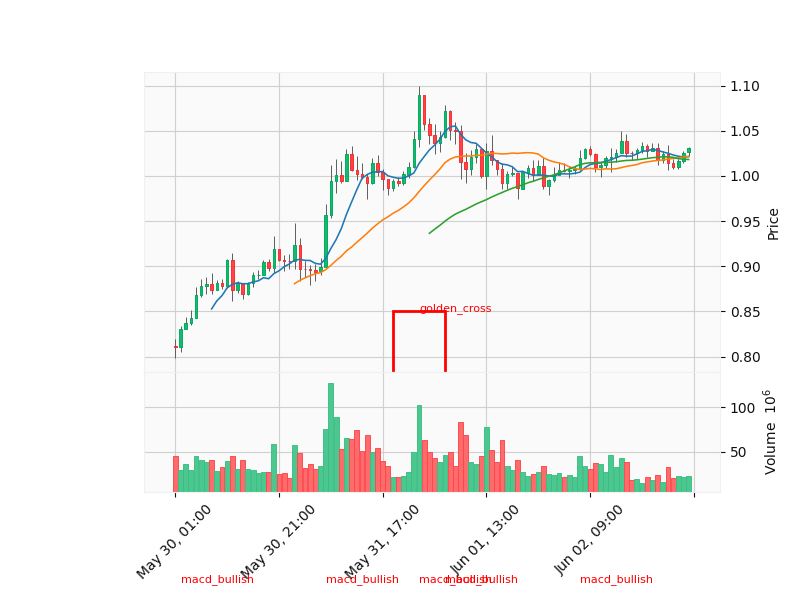 1.10
1.05
1.00
0.95
0.90
0.85
0.80
Price
golden_cross
100
50
Volume 10^6
May 30, 01:00
May 30, 21:00
May 31, 17:00
Jun 01, 13:00
Jun 02, 09:00
macd_bullish
macd_bullish
macd_bullish
macd_bullish
macd_bullish